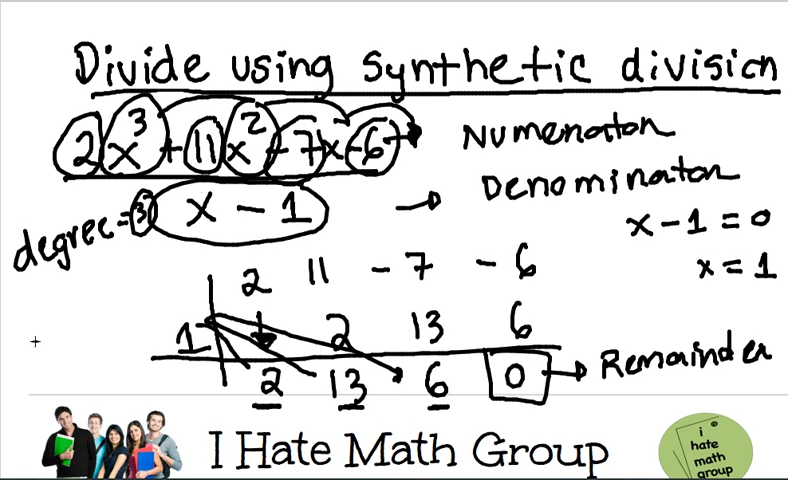 Divide using synthetic division
2x³ + 11x² - 7x - 6 → Numenaton
x - 1 → Denominaton
degree = 3
x - 1 = 0
x = 1
2 11 - 7 - 6
1 2 13 6
2 13 6 0 → Remainder
I Hate Math Group
i
hate
math
group